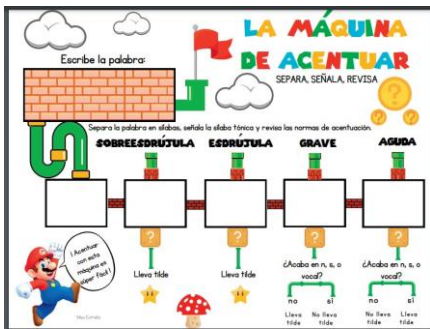 LA MÁQUINA
DE ACENTUAR
SEPARA, SEÑALA, REVISA
Escribe la palabra:
Separa la palabra en sílabas, señala la sílaba tónica y revisa las normas de acentuación.
SOBREESDRÚJULA
ESDRÚJULA
GRAVE
AGUDA
¡Acentuar
con esta
máquina es
súper fácil!
Lleva tilde
Lleva tilde
¿Acaba en n, s, o
vocal?
no
sí
Lleva
tilde
No lleva
tilde
¿Acaba en n, s, o
vocal?
no
sí
No lleva
tilde
Lleva
tilde